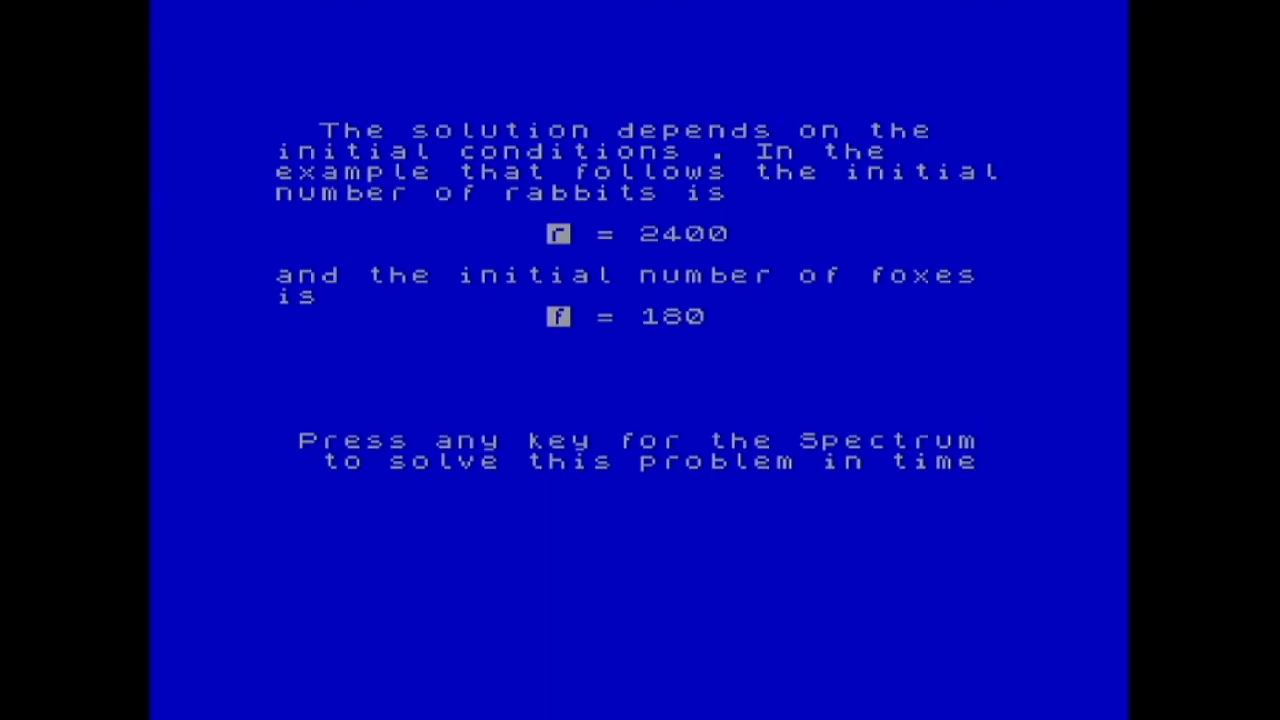 The solution depends on the
initial conditions . In the
example that follows the initial
number of rabbits is
r = 2400
and the initial number of foxes
is
f = 180
Press any key for the Spectrum
to solve this problem in time